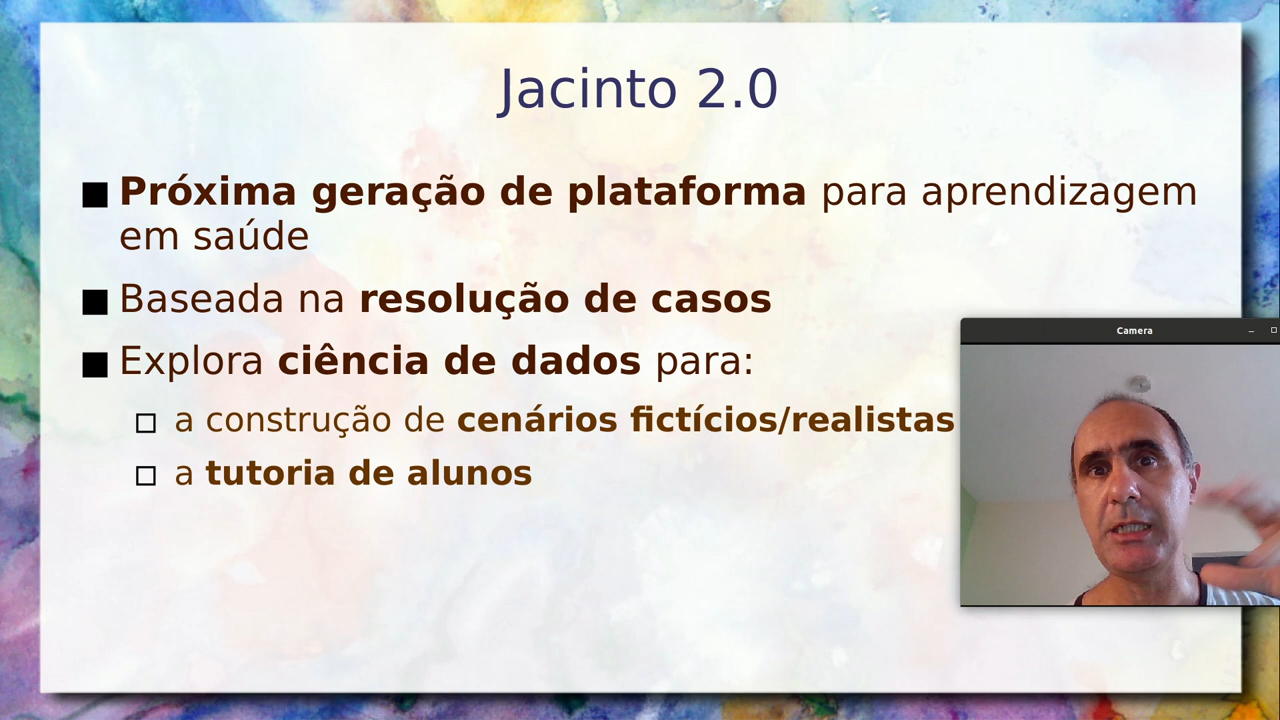 Jacinto 2.0
Próxima geração de plataforma para aprendizagem
em saúde
Baseada na resolução de casos
Explora ciência de dados para:
a construção de cenários fictícios/realistas
a tutoria de alunos
Camera